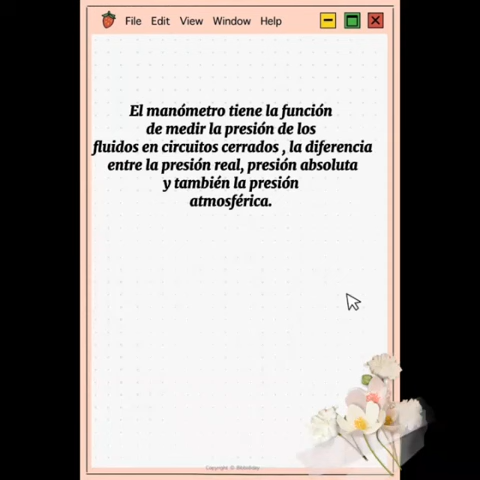 File Edit View Window Help
El manómetro tiene la función
de medir la presión de los
fluidos en circuitos cerrados , la diferencia
entre la presión real, presión absoluta
y también la presión
atmosférica.